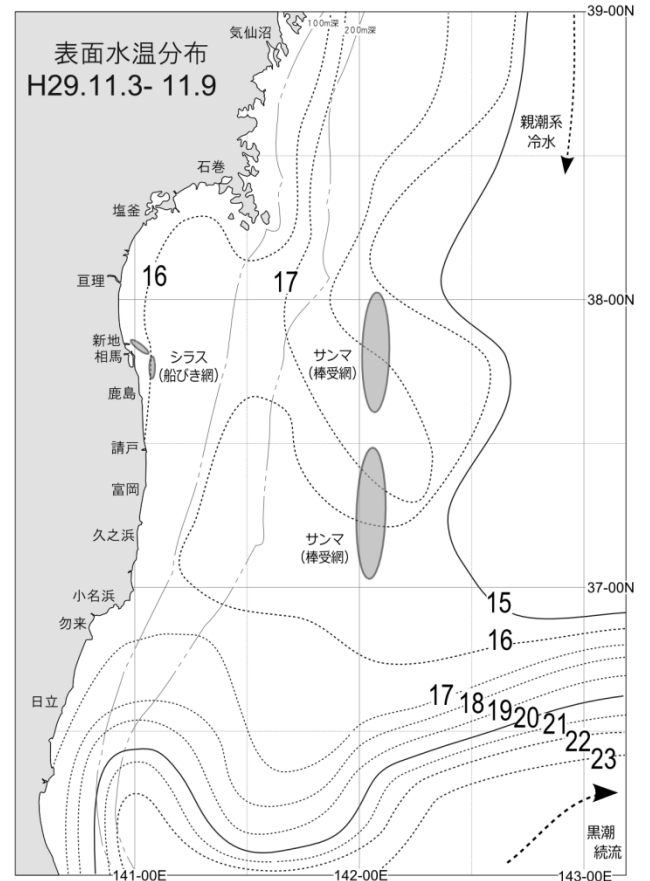 39-00N
気仙沼
100m深
200m深
表面水温分布
H29.11.3- 11.9
親潮系
冷水
石巻
塩釜
亘理
16
17
38-00N
新地
相馬
シラス
(船びき網)
サンマ
(棒受網)
鹿島
請戸
富岡
久之浜
サンマ
(棒受網)
37-00N
小名浜
勿来
15
16
日立
17
18
19
20
21
22
23
黒潮
続流
141-00E
142-00E
143-00E